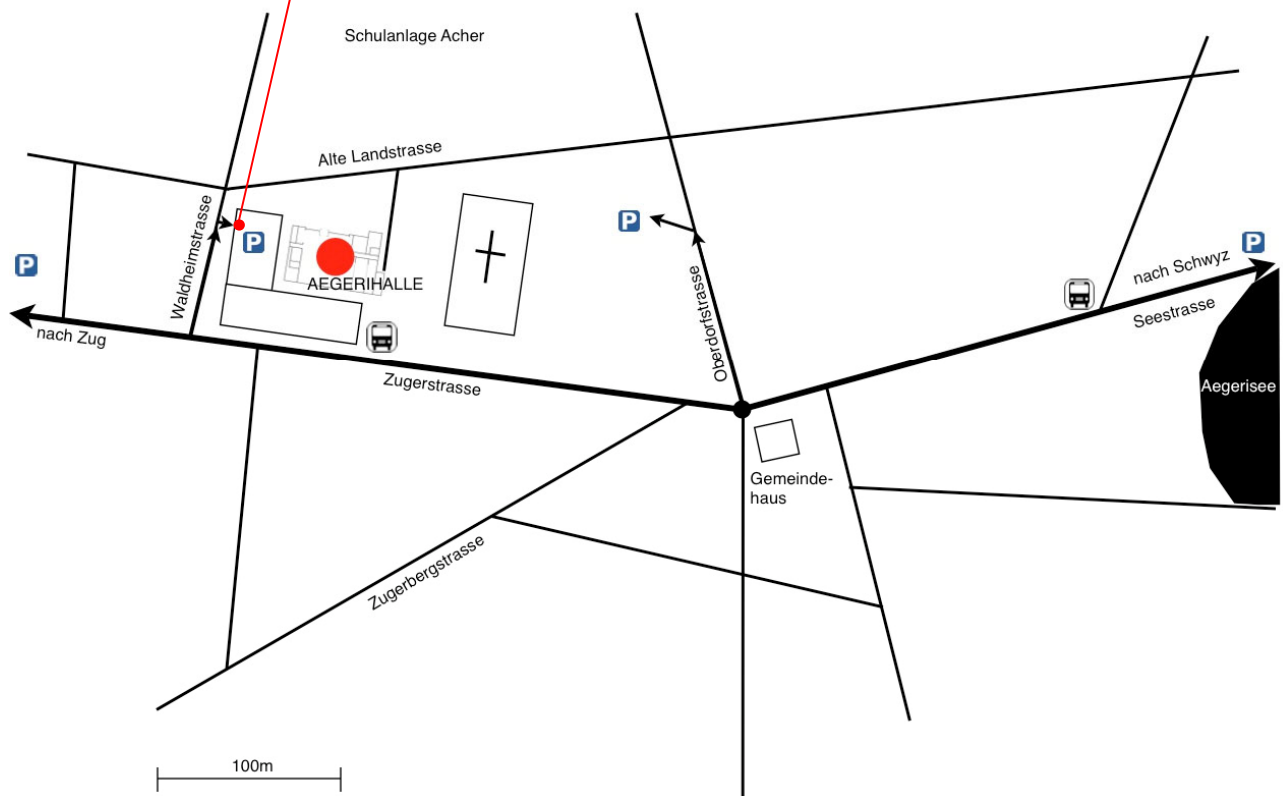 Schulanlage Acher
Alte Landstrasse
Waldheimstrasse
P
P
P
P
AEGERIHALLE
nach Zug
Zugerstrasse
Oberdorfstrasse
nach Schwyz
Seestrasse
Aegerisee
Gemeinde-
haus
Zugerbergstrasse
100m